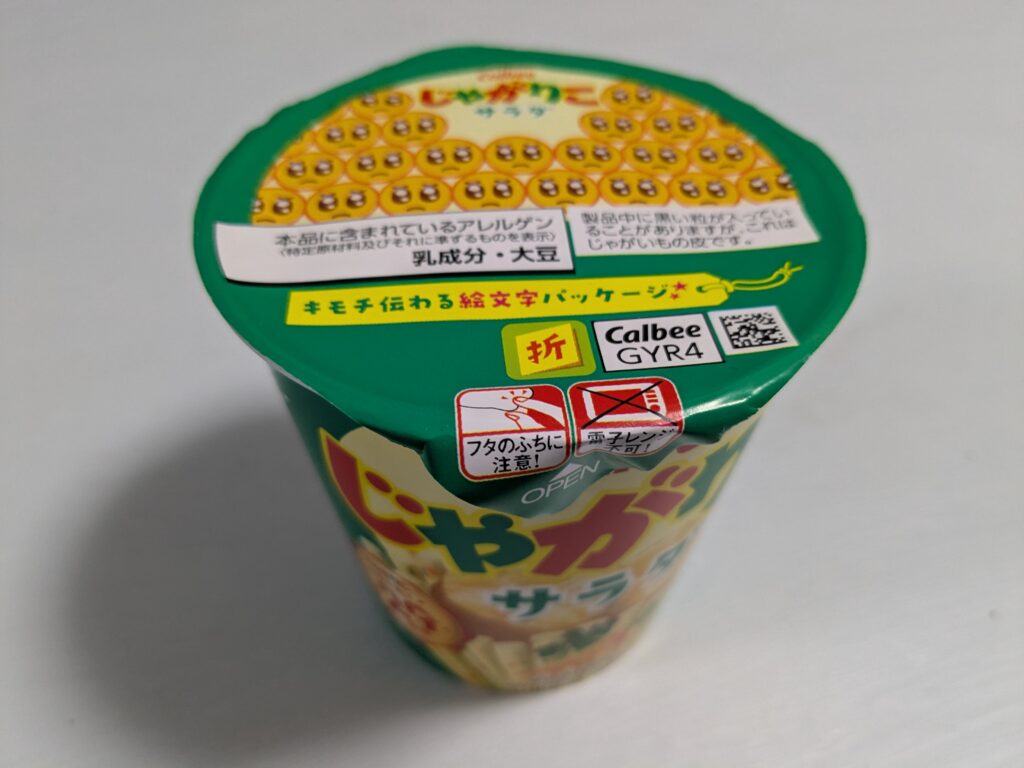 Calbee
じゃがりこ
サラダ
本品に含まれているアレルゲン
(特定原材料及びそれに準ずるものを表示)
乳成分・大豆
製品中に黒い粒が入ってい
ることがありますが、これは
じゃがいもの皮です。
キモチ伝わる絵文字パッケージ
折
Calbee
GYR4
フタのふちに
注意!
電子レンジ
不可!
OPEN
じゃが
サラダ